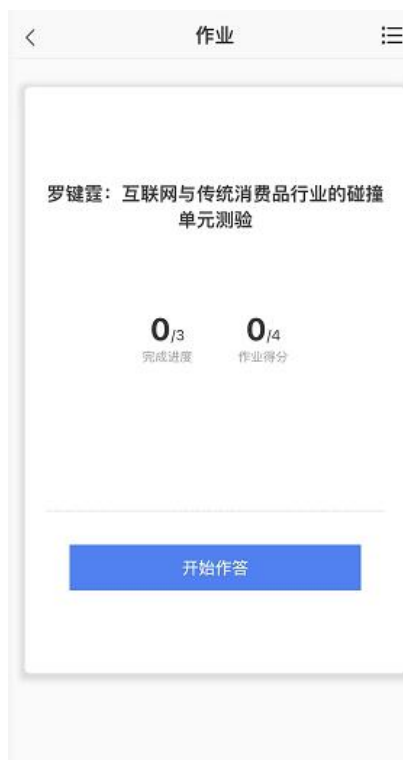 作业
罗键霆：互联网与传统消费品行业的碰撞
单元测验
0/3 0/4
完成进度 作业得分
开始作答